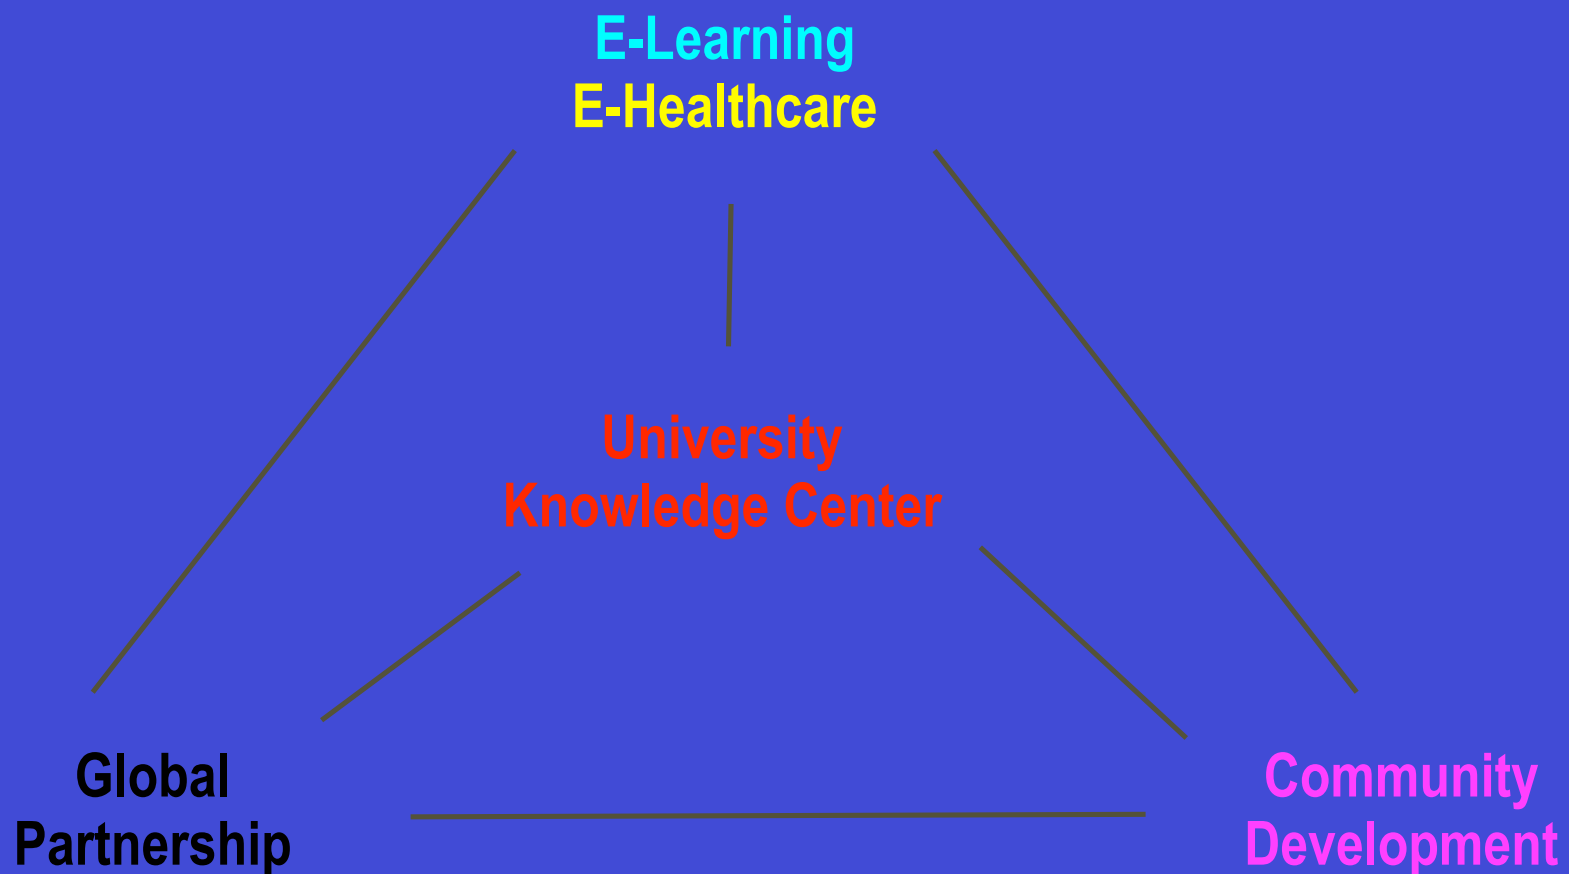 E-Learning
E-Healthcare
University
Knowledge Center
Global
Partnership
Community
Development